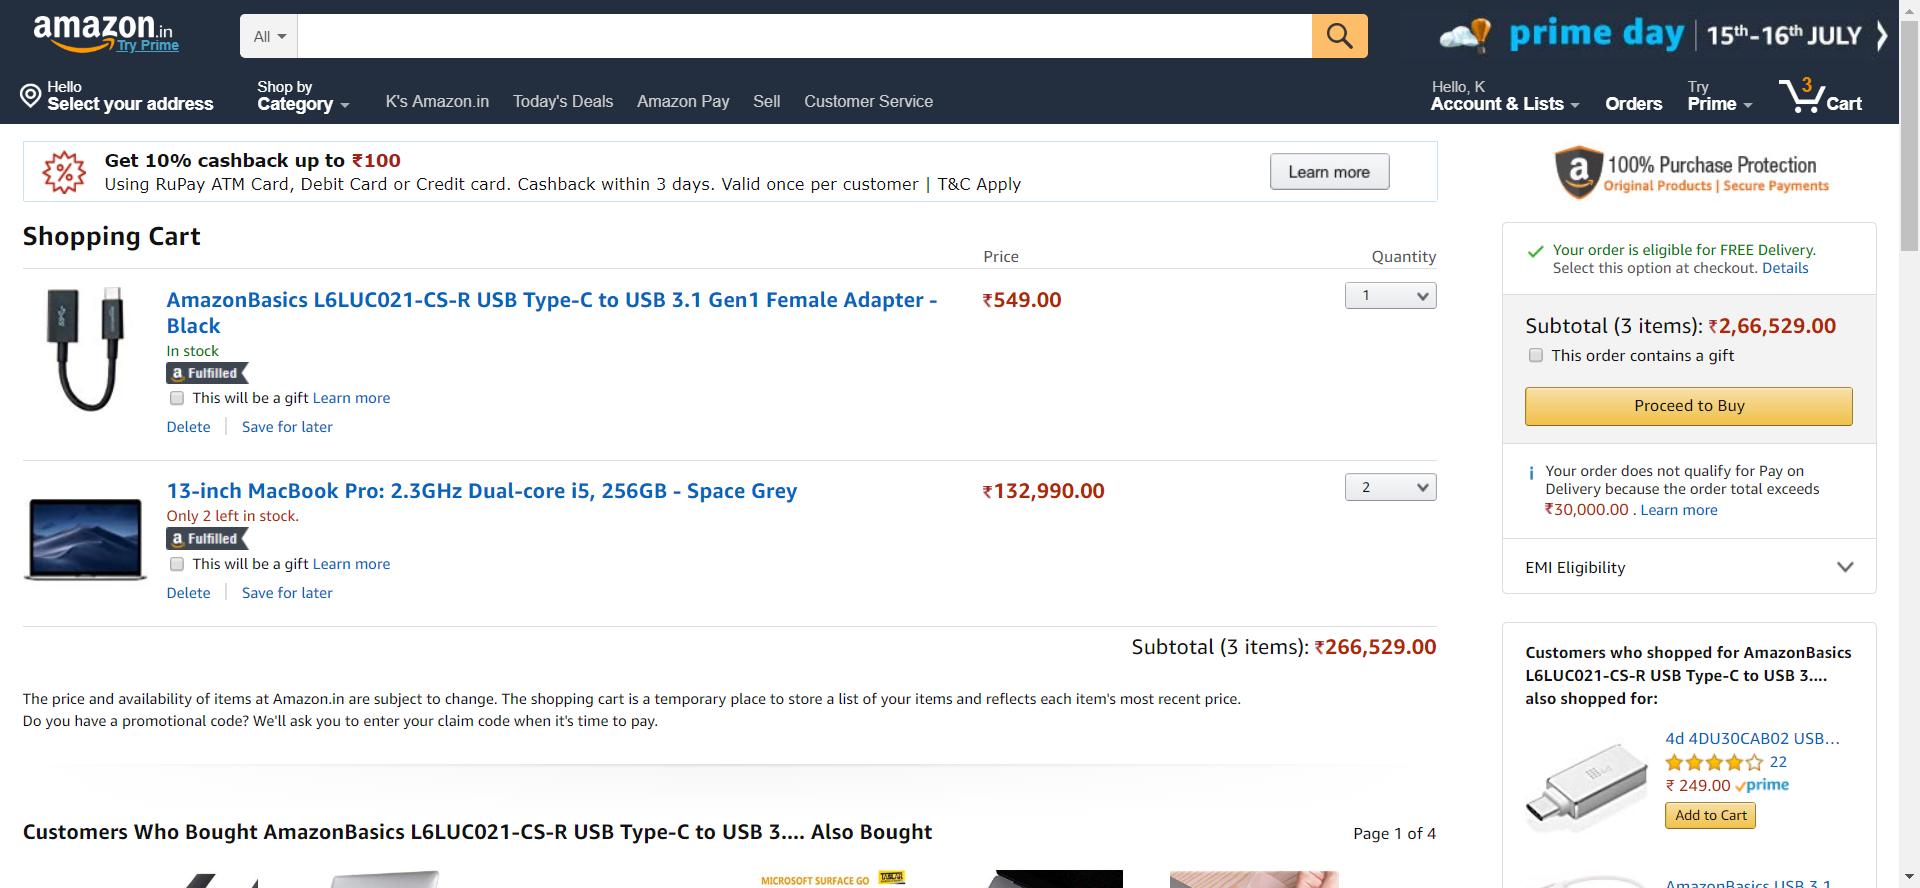 amazon.in
Try Prime
All
prime day 15th-16th JULY
Hello
Select your address
Shop by
Category
K's Amazon.in
Today's Deals
Amazon Pay
Sell
Customer Service
Hello, K
Account & Lists
Orders
Try
Prime
3
Cart
Get 10% cashback up to ₹100
Using RuPay ATM Card, Debit Card or Credit card. Cashback within 3 days. Valid once per customer | T&C Apply
Learn more
100% Purchase Protection
Original Products | Secure Payments
Shopping Cart
Price
Quantity
AmazonBasics L6LUC021-CS-R USB Type-C to USB 3.1 Gen1 Female Adapter -
Black
₹549.00
1
In stock
a Fulfilled
This will be a gift Learn more
Delete
Save for later
13-inch MacBook Pro: 2.3GHz Dual-core i5, 256GB - Space Grey
₹132,990.00
2
Only 2 left in stock.
a Fulfilled
This will be a gift Learn more
Delete
Save for later
Subtotal (3 items): ₹266,529.00
The price and availability of items at Amazon.in are subject to change. The shopping cart is a temporary place to store a list of your items and reflects each item's most recent price.
Do you have a promotional code? We'll ask you to enter your claim code when it's time to pay.
Your order is eligible for FREE Delivery.
Select this option at checkout. Details
Subtotal (3 items): ₹2,66,529.00
This order contains a gift
Proceed to Buy
Your order does not qualify for Pay on
Delivery because the order total exceeds
₹30,000.00 . Learn more
EMI Eligibility
Customers who shopped for AmazonBasics
L6LUC021-CS-R USB Type-C to USB 3....
also shopped for:
4d 4DU30CAB02 USB...
22
₹ 249.00 prime
Add to Cart
AmazonBasics USB 3.1
Customers Who Bought AmazonBasics L6LUC021-CS-R USB Type-C to USB 3.... Also Bought
Page 1 of 4
MICROSOFT SURFACE GO